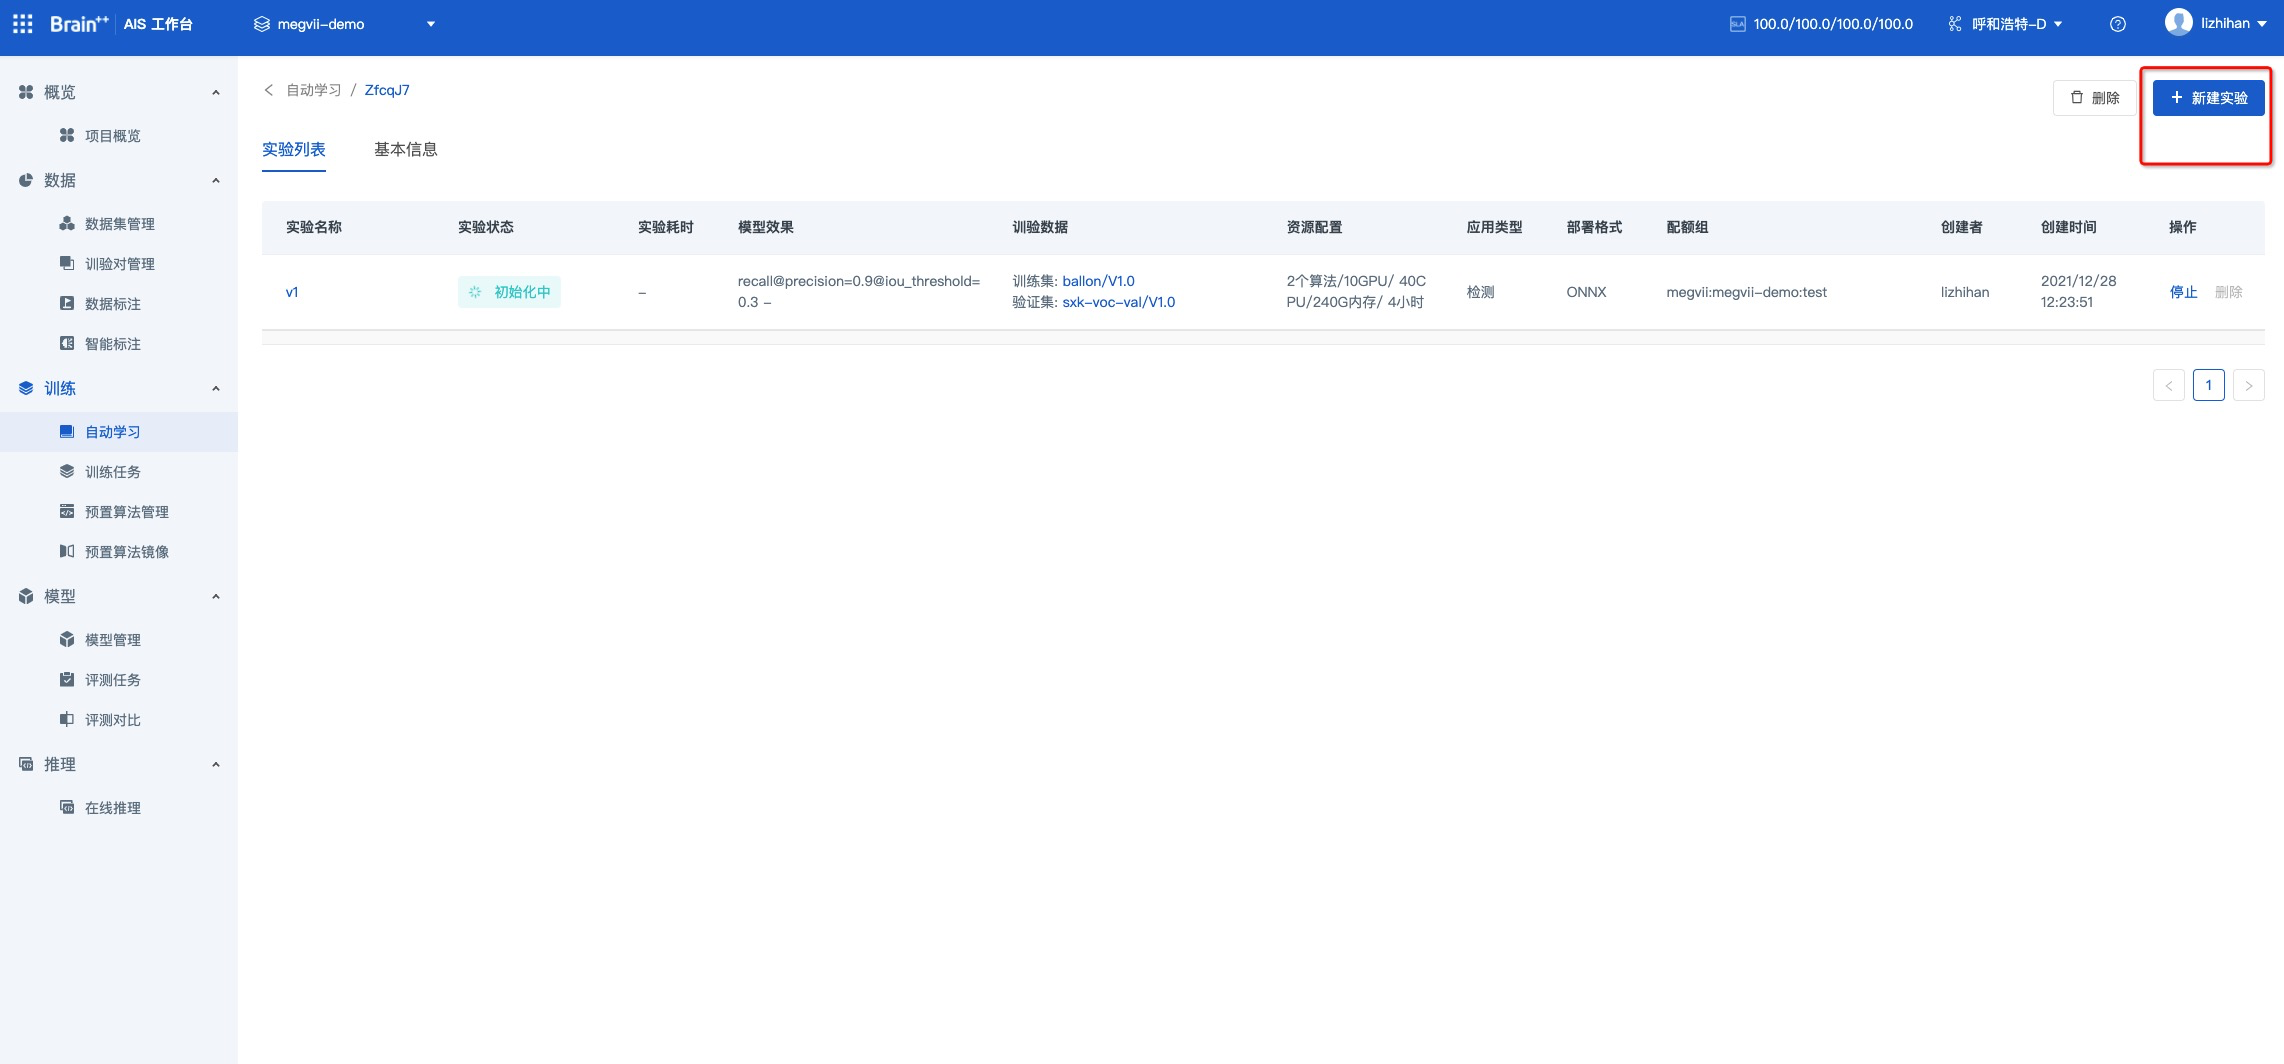 Brain++ AIS 工作台
megvii-demo
SLA 100.0/100.0/100.0/100.0
呼和浩特-D
lizhihan
概览
项目概览
数据
数据集管理
训验对管理
数据标注
智能标注
训练
自动学习
训练任务
预置算法管理
预置算法镜像
模型
模型管理
评测任务
评测对比
推理
在线推理
自动学习 / ZfcqJ7
删除
+ 新建实验
实验列表 基本信息
实验名称 实验状态 实验耗时 模型效果 训验数据 资源配置 应用类型 部署格式 配额组 创建者 创建时间 操作
v1
初始化中
–
recall@precision=0.9@iou_threshold=
0.3 –
训练集: ballon/V1.0
验证集: sxk-voc-val/V1.0
2个算法/10GPU/ 40C
PU/240G内存/ 4小时
检测
ONNX
megvii:megvii-demo:test
lizhihan
2021/12/28
12:23:51
停止 删除
< 1 >